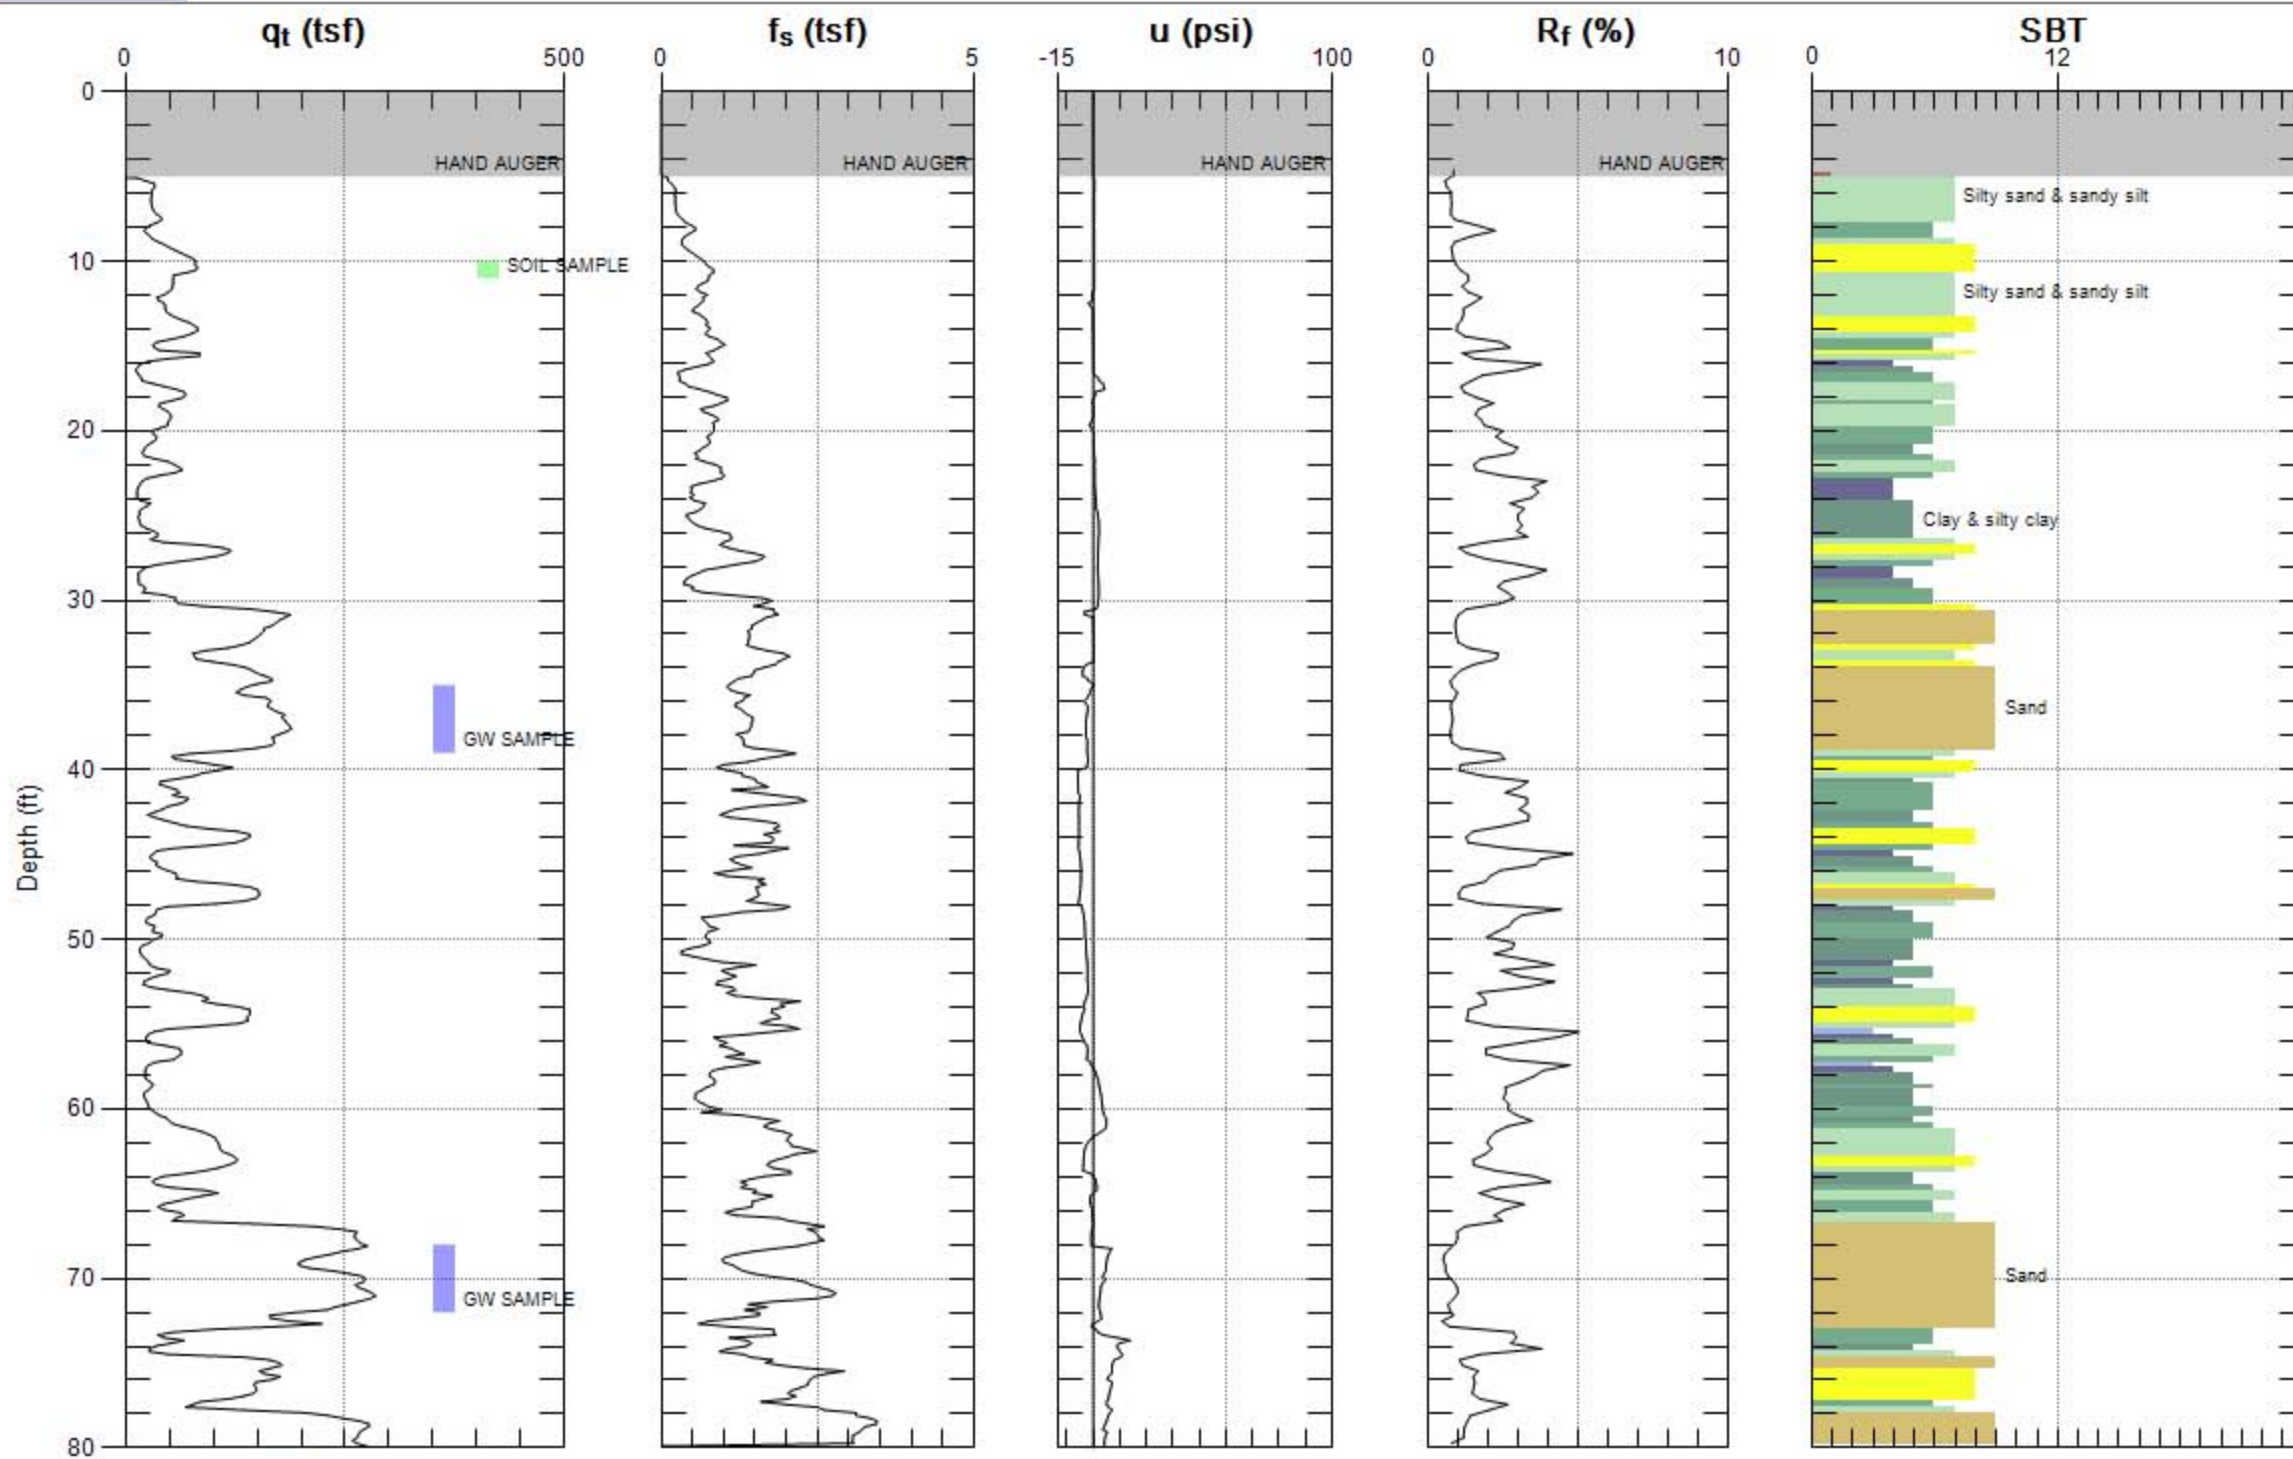 qt (tsf) fs (tsf) u (psi) Rf (%) SBT
0 500 0 5 -15 100 0 10 0 12
0
HAND AUGER HAND AUGER HAND AUGER HAND AUGER
Silty sand & sandy silt
10
SOIL SAMPLE
Silty sand & sandy silt
20
Clay & silty clay
30
Sand
GW SAMPLE
40
Depth (ft)
50
60
70
Sand
GW SAMPLE
80